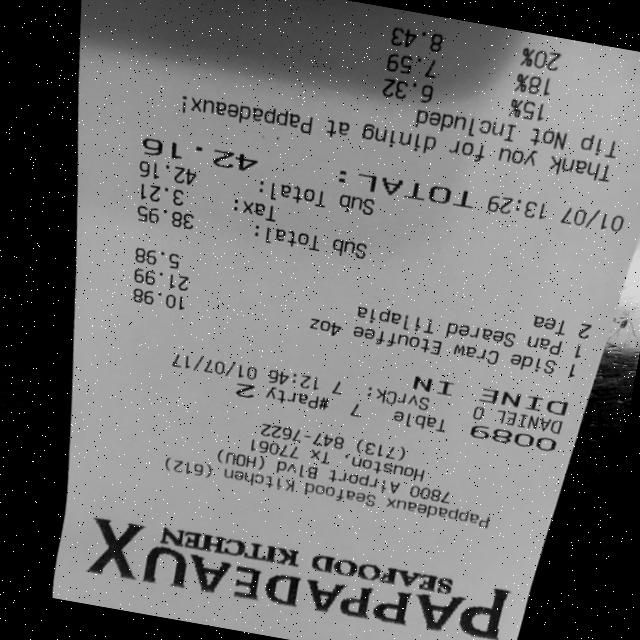 PAPPADEAUX
SEAFOOD KITCHEN
Pappadeaux Seafood Kitchen (612)
7800 Airport Blvd (HOU)
Houston, Tx 77061
(713) 847-7622
0089 Table 7 #Party 2
DANIEL O SvrCk: 7 12:46 01/07/17
DINE IN
1 Side Craw Etouffee 4oz 10.98
1 Pan Seared Tilapia 21.99
2 Tea 5.98
Sub Total: 38.95
Tax: 3.21
Sub Total: 42.16
01/07 13:29 TOTAL: 42.16
Thank you for dining at Pappadeaux!
Tip Not Included
15% 6.32
18% 7.59
20% 8.43